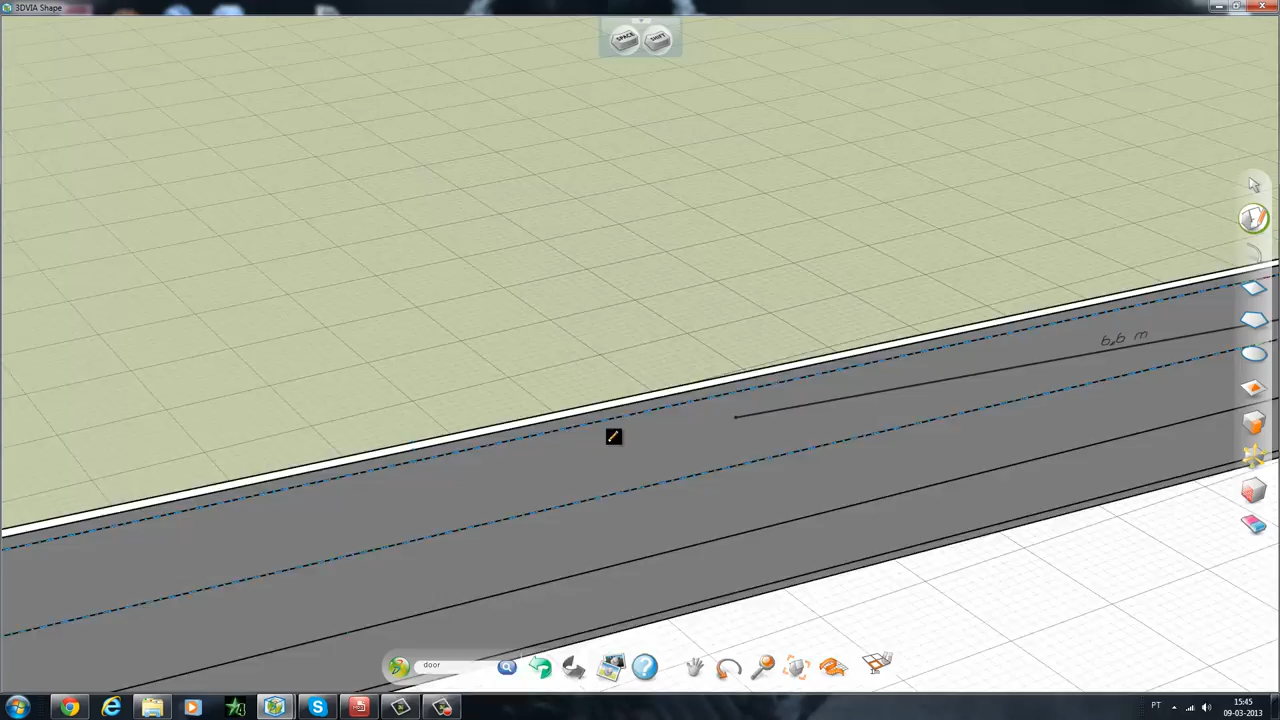 3DVIA Shape
SPACE SHIFT
6,6 m
door
PT
15:45
09-03-2013